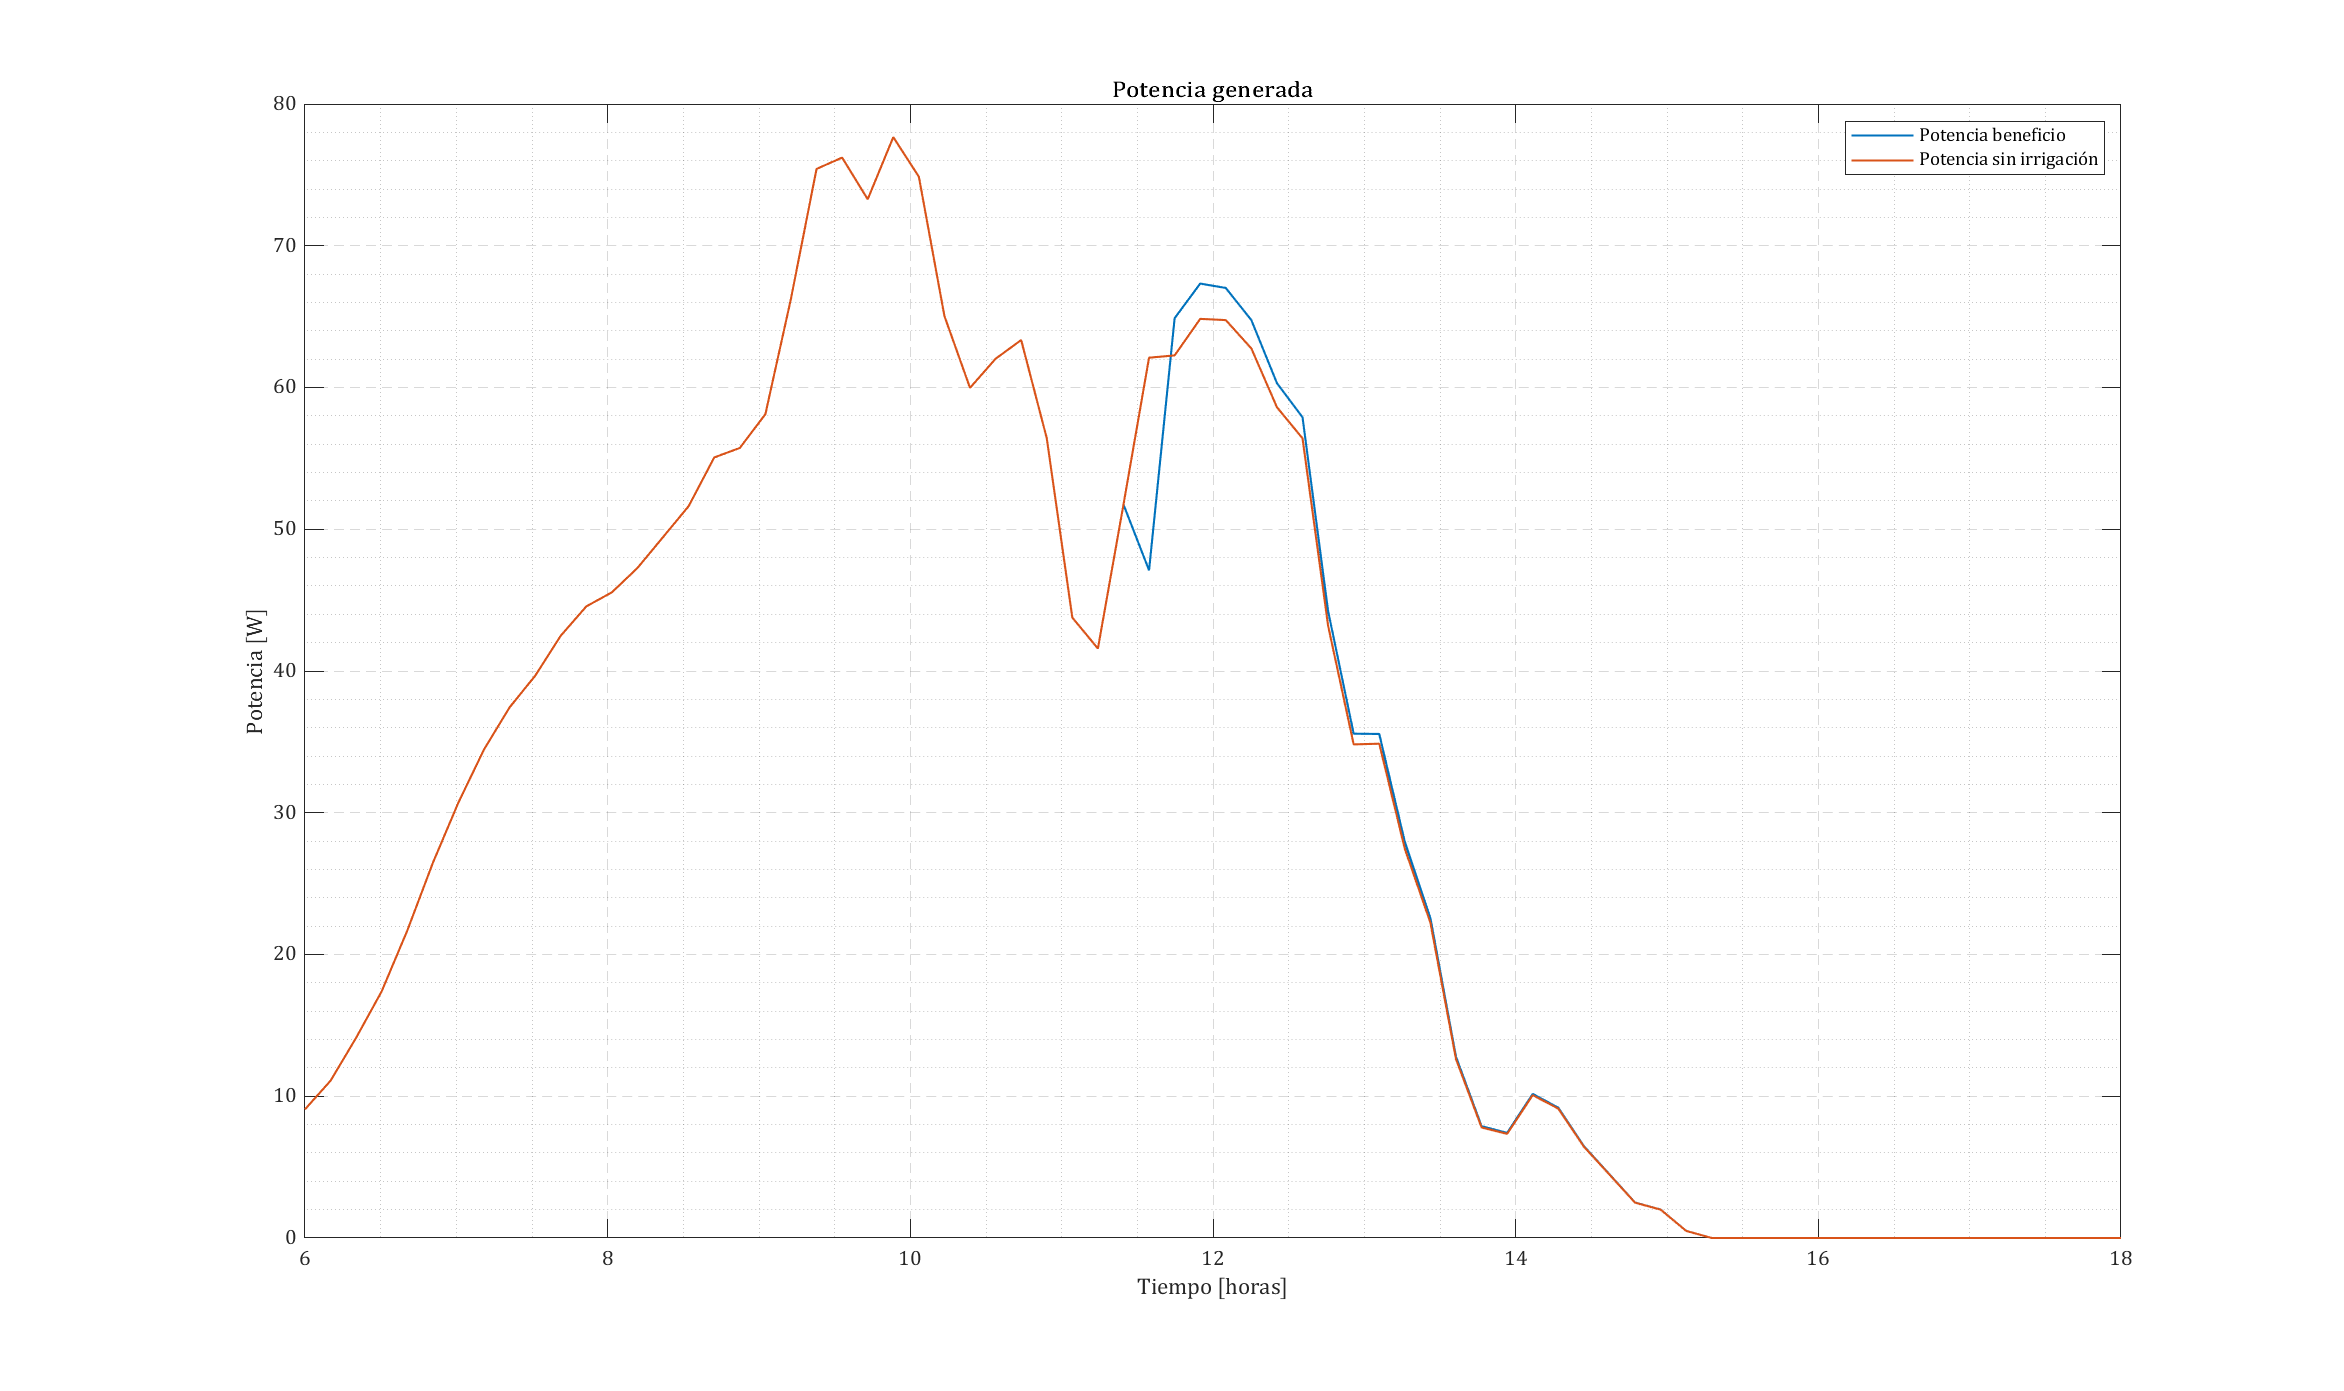 Potencia generada
80
70
60
50
40
30
20
10
0
Potencia [W]
Potencia beneficio
Potencia sin irrigación
6 8 10 12 14 16 18
Tiempo [horas]